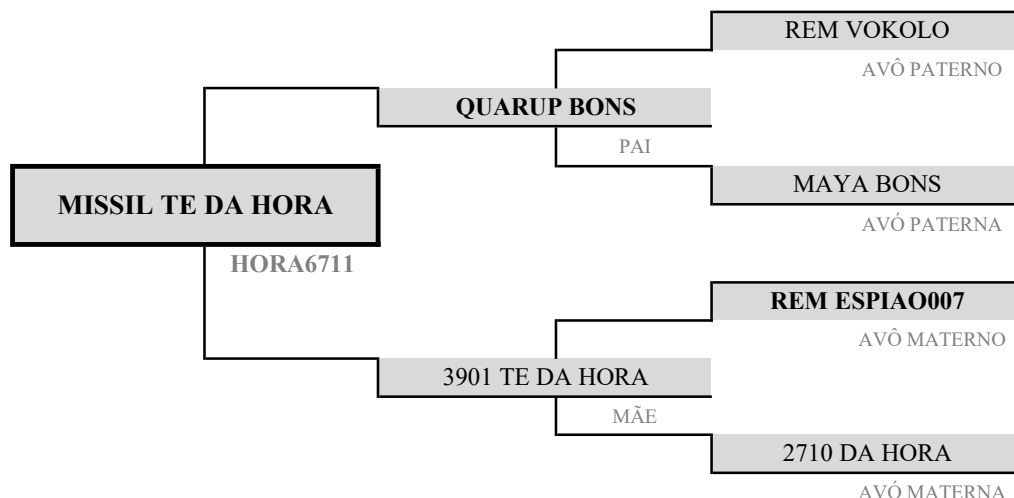 REM VOKOLO
AVÔ PATERNO
QUARUP BONS
PAI
MAYA BONS
AVÓ PATERNA
MISSIL TE DA HORA
HORA6711
REM ESPIAO007
AVÔ MATERNO
3901 TE DA HORA
MÃE
2710 DA HORA
AVÓ MATERNA